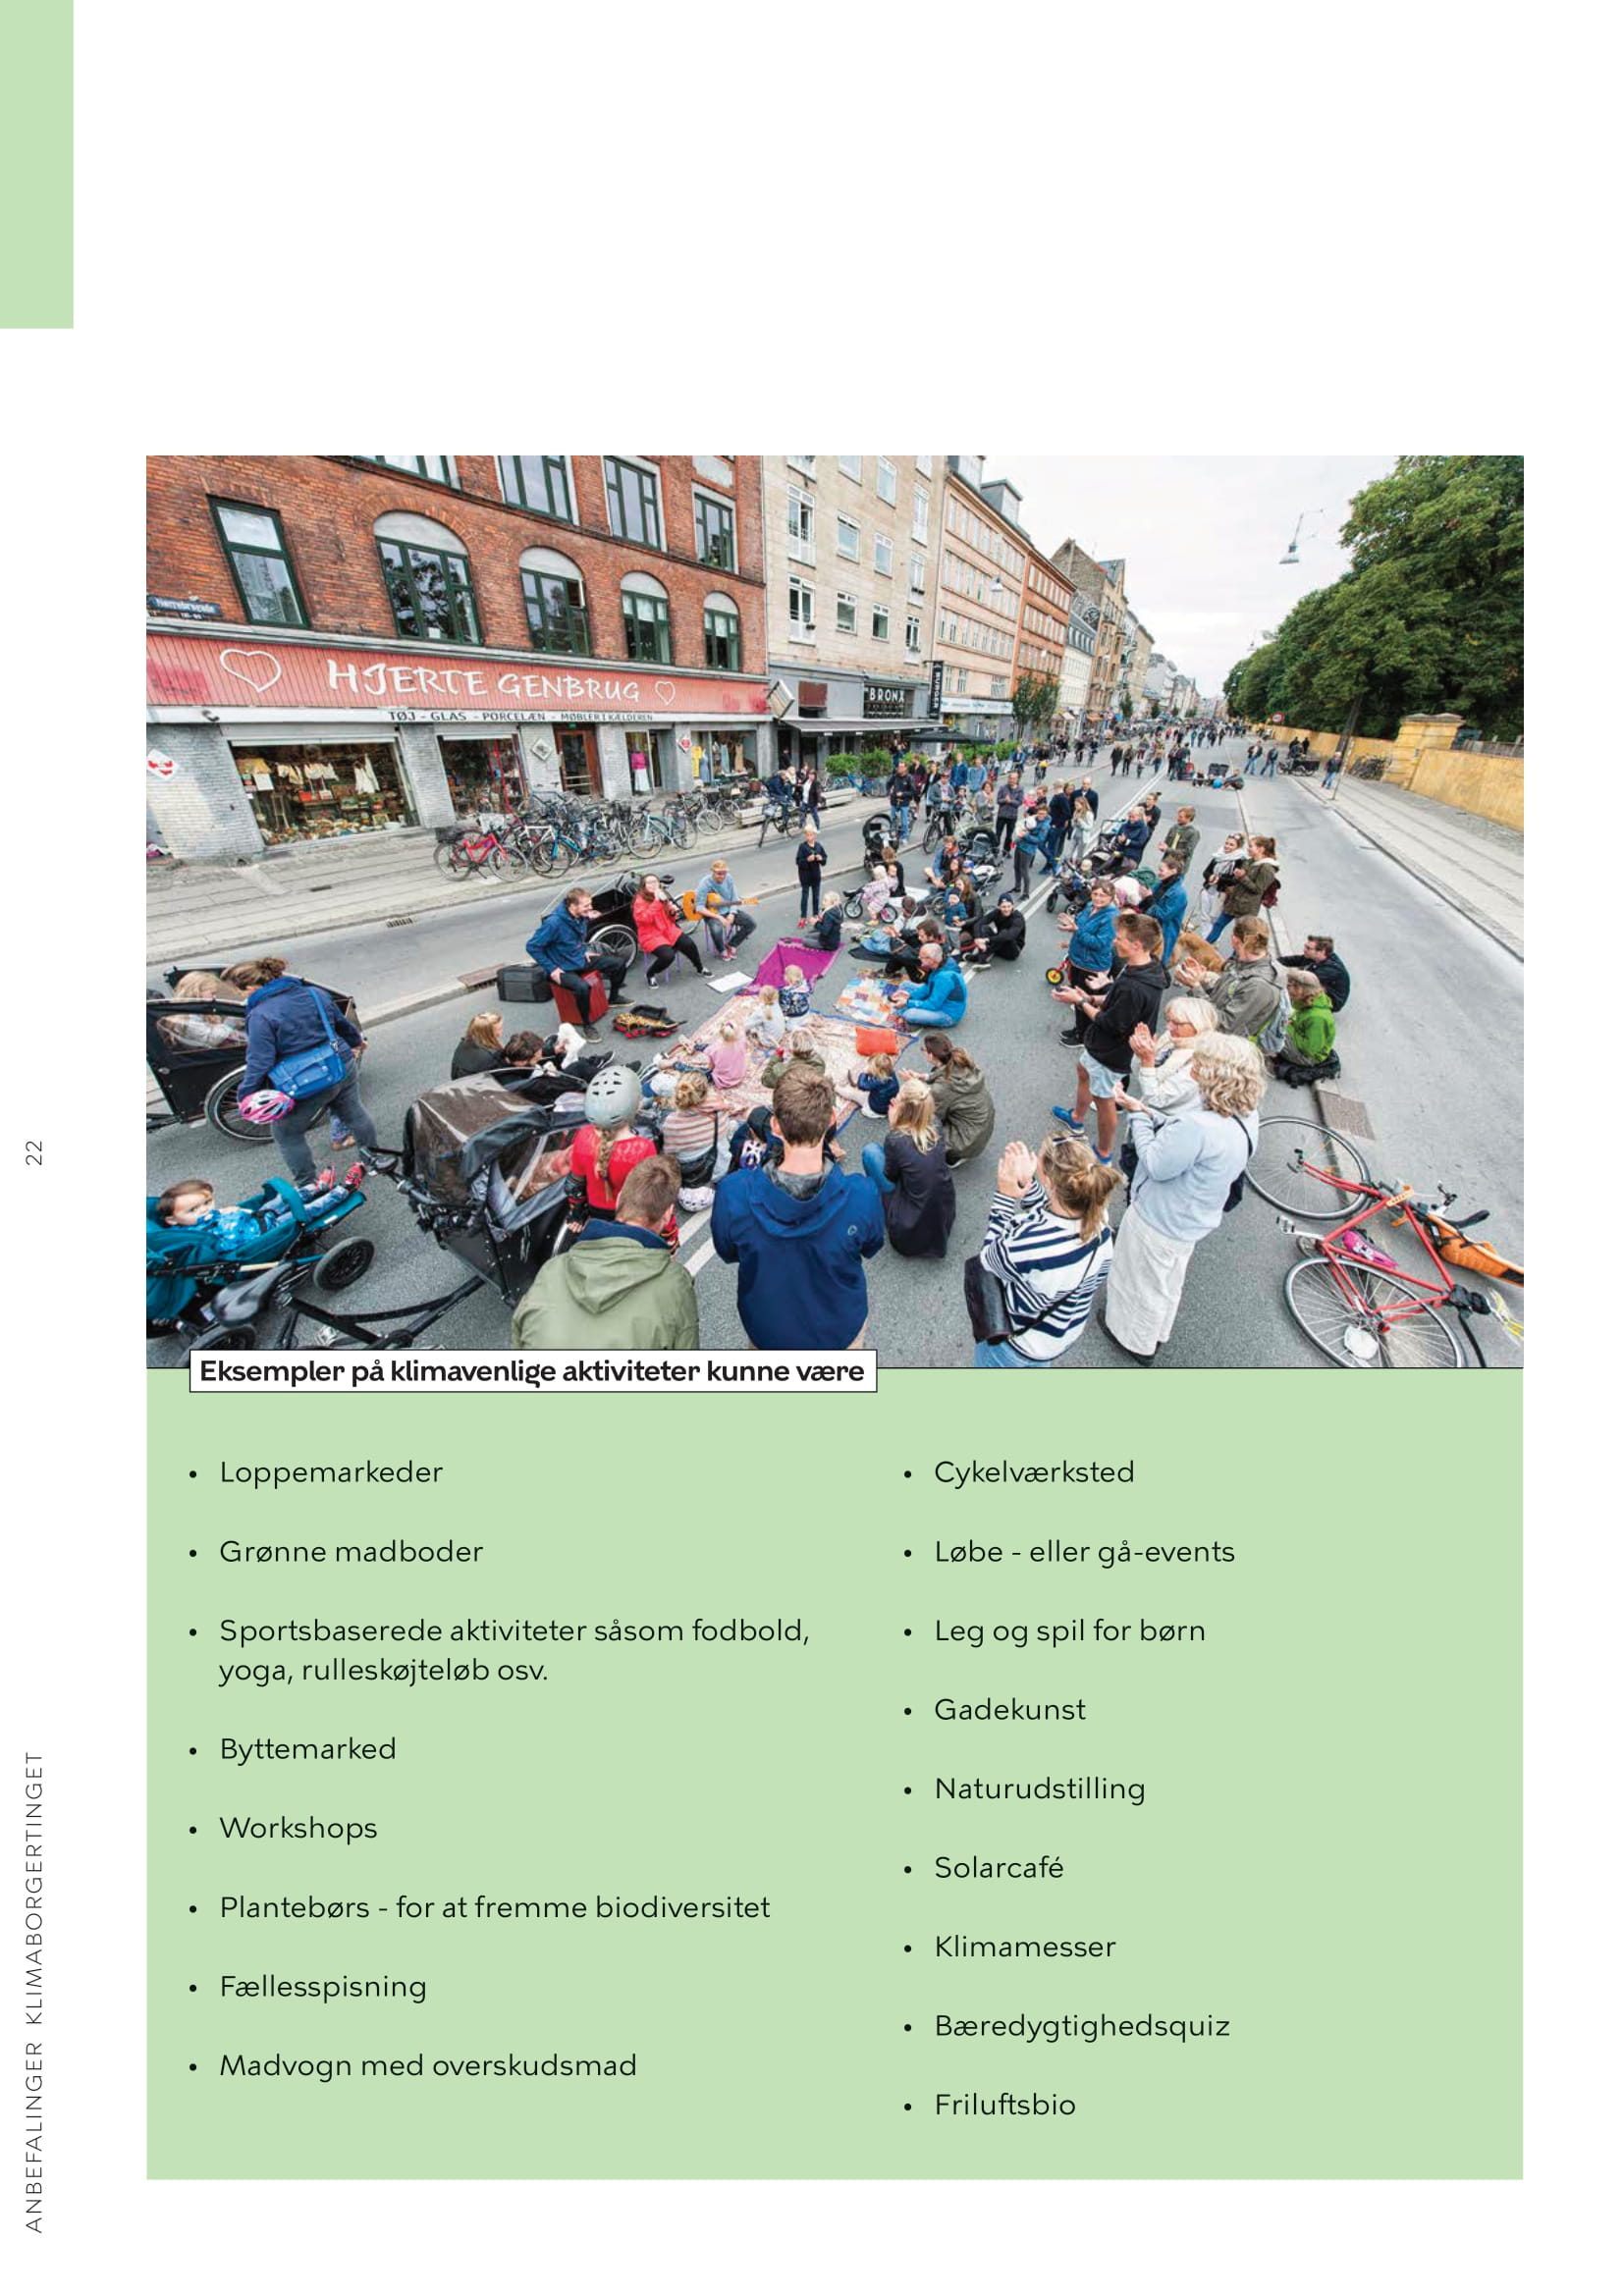 HJERTE GENBRUG
TØJ - GLAS - PORCELÆN - MØBLER I KÆLDEREN
BRONX
BURGER
Eksempler på klimavenlige aktiviteter kunne være
• Loppemarkeder
• Grønne madboder
• Sportsbaserede aktiviteter såsom fodbold,
yoga, rulleskøjteløb osv.
• Byttemarked
• Workshops
• Plantebørs - for at fremme biodiversitet
• Fællesspisning
• Madvogn med overskudsmad
• Cykelværksted
• Løbe - eller gå-events
• Leg og spil for børn
• Gadekunst
• Naturudstilling
• Solarcafé
• Klimamesser
• Bæredygtighedsquiz
• Friluftsbio
22
ANBEFALINGER KLIMABORGERTINGET